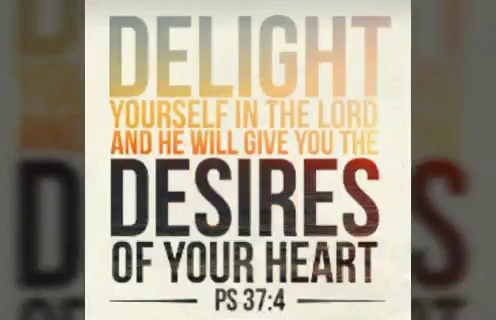 DELIGHT
YOURSELF IN THE LORD
AND HE WILL GIVE YOU THE
DESIRES
OF YOUR HEART
PS 37:4